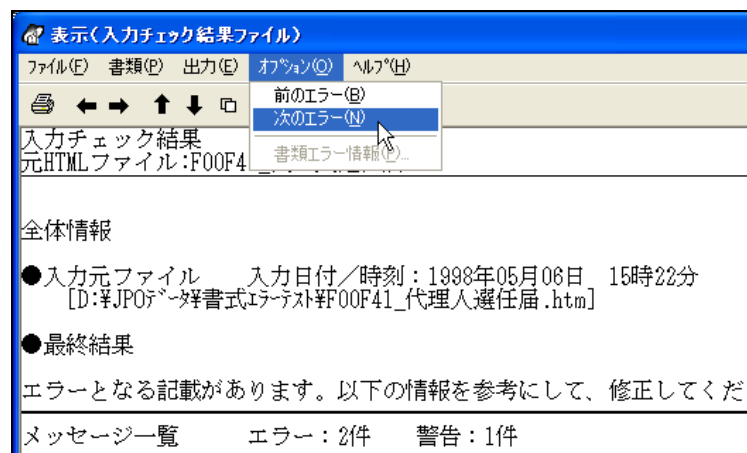 表示(入力チェック結果ファイル)
ファイル(F) 書類(P) 出力(E) オプション(O) ヘルプ(H)
前のエラー(B)
次のエラー(N)
書類エラー情報(P)...
入力チェック結果
元HTMLファイル:F00F4
全体情報
●入力元ファイル 入力日付/時刻:1998年05月06日 15時22分
[D:¥JPOデータ¥書式エラーテスト¥F00F41_代理人選任届.htm]
●最終結果
エラーとなる記載があります。以下の情報を参考にして、修正してくだ
メッセージ一覧 エラー:2件 警告:1件